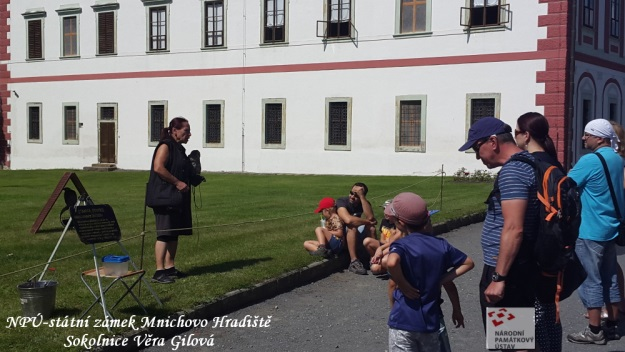 NPÚ-státní zámek Mnichovo Hradiště
Sokolnice Věra Gilová
NÁRODNÍ
PAMÁTKOVÝ
ÚSTAV